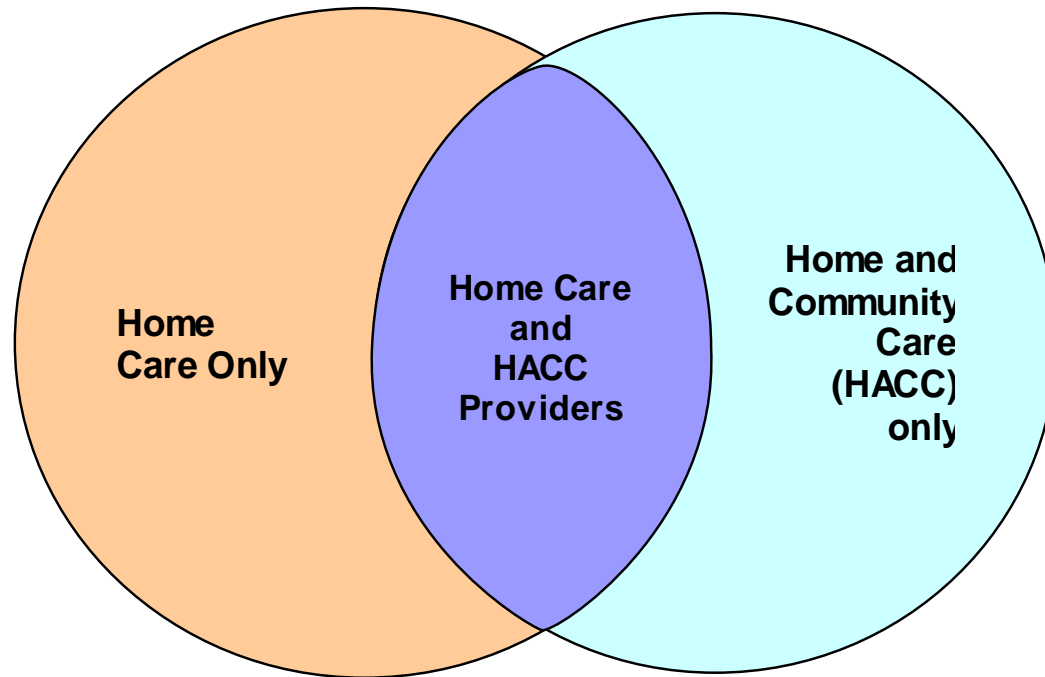 Home
Care Only
Home Care
and
HACC
Providers
Home and
Community
Care
(HACC)
only